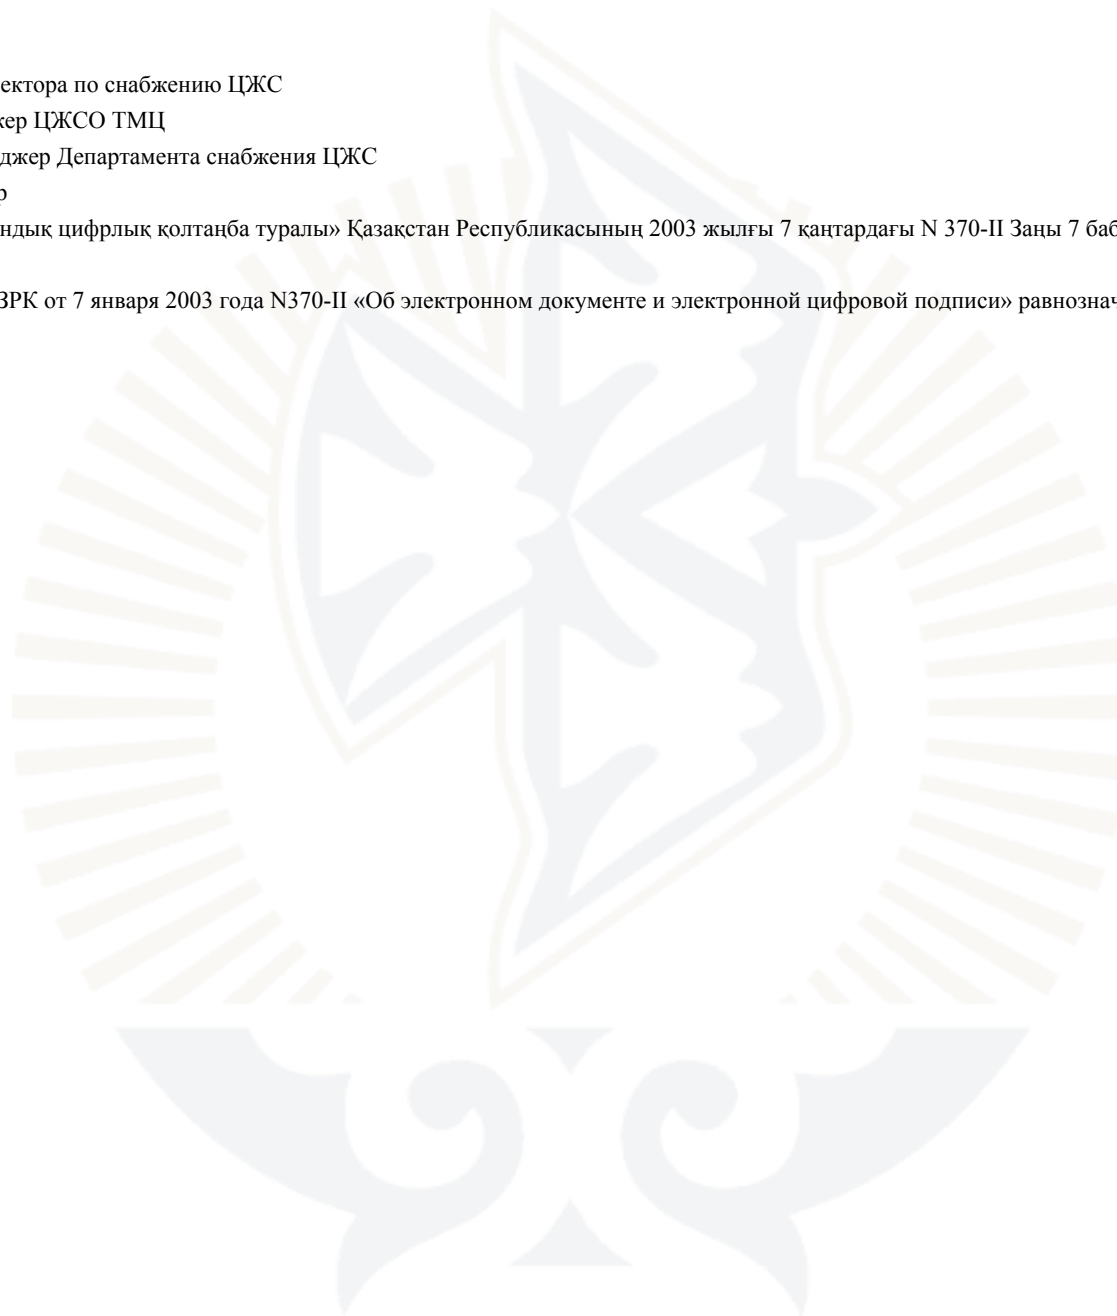 ектора по снабжению ЦЖС
кер ЦЖСО ТМЦ
джер Департамента снабжения ЦЖС
р
ндық цифрлық қолтаңба туралы» Қазақстан Республикасының 2003 жылғы 7 қаңтардағы N 370-II Заңы 7 баб
ЗРК от 7 января 2003 года N370-II «Об электронном документе и электронной цифровой подписи» равнознач